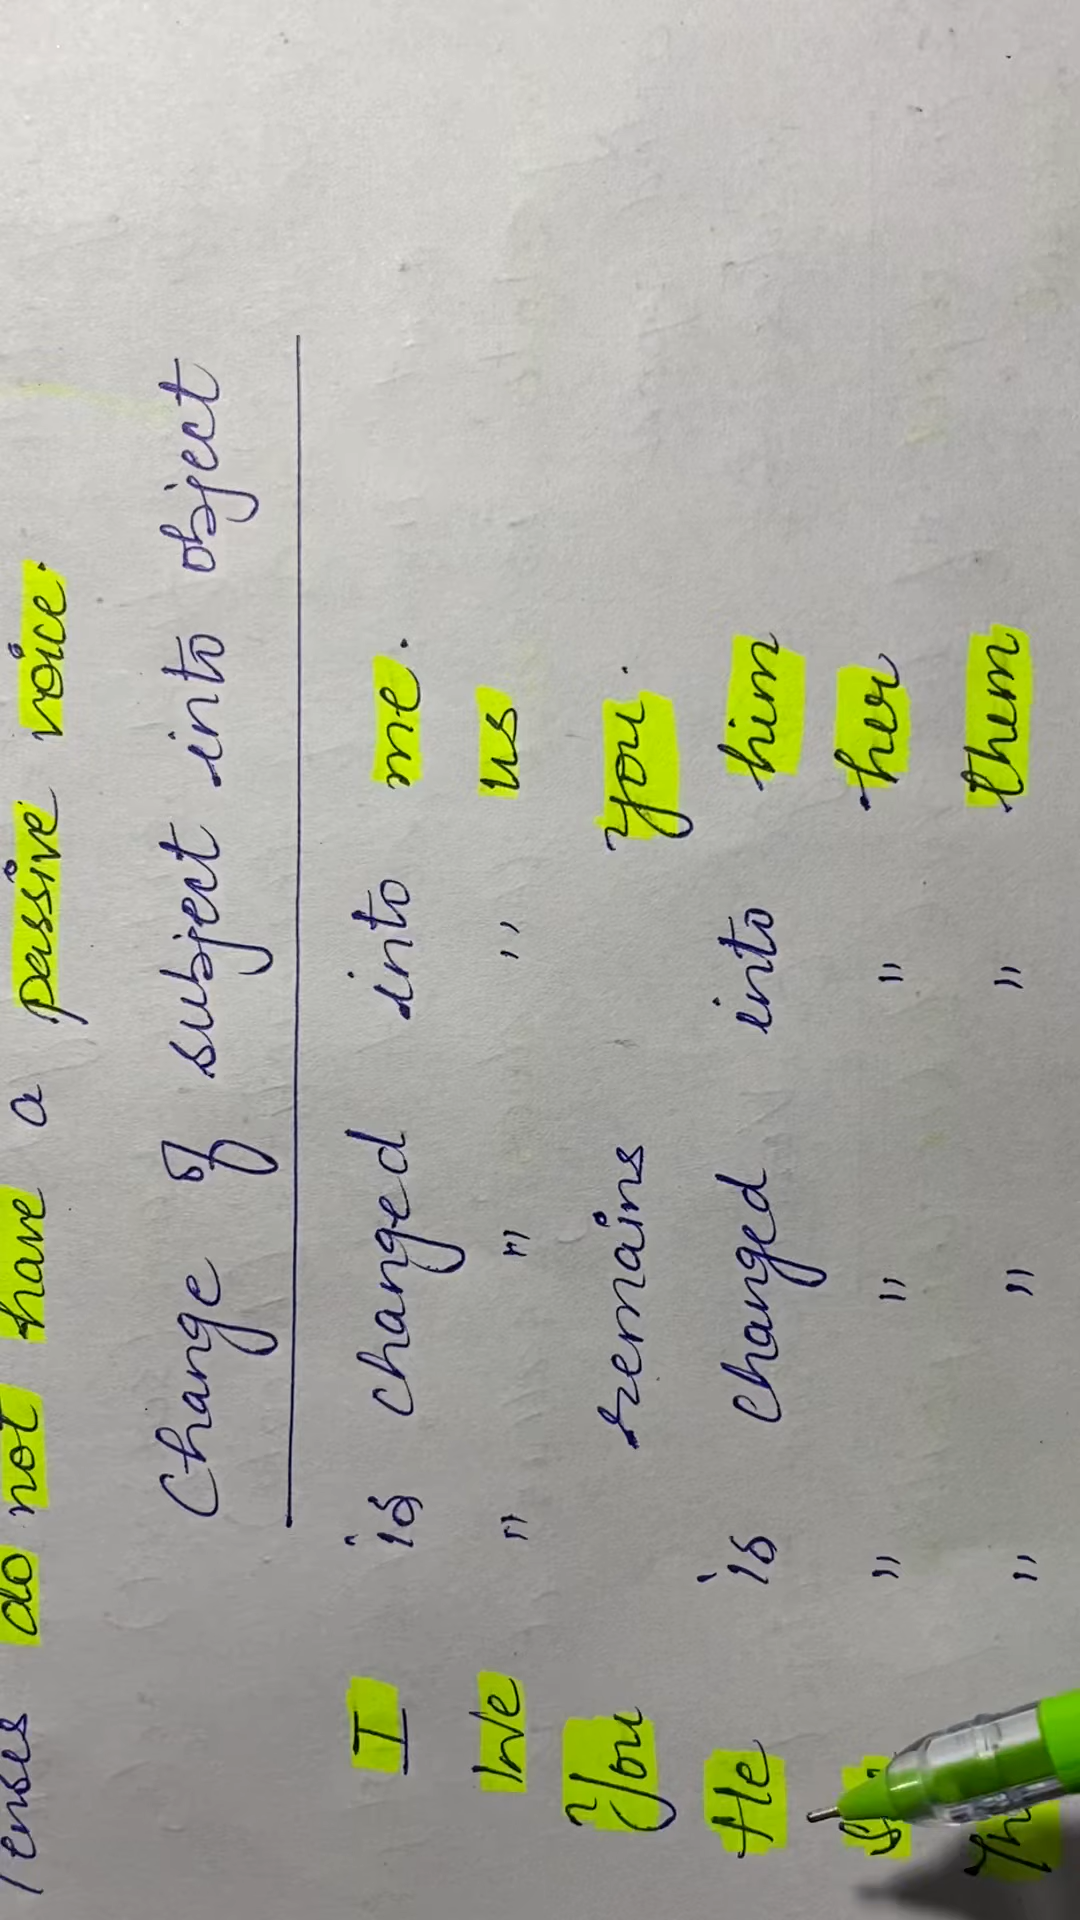 Tenses do not have a passive voice.
Change of subject into object
I is changed into me.
We " " " us
You remains you.
He is changed into him
" " " her
" " " them